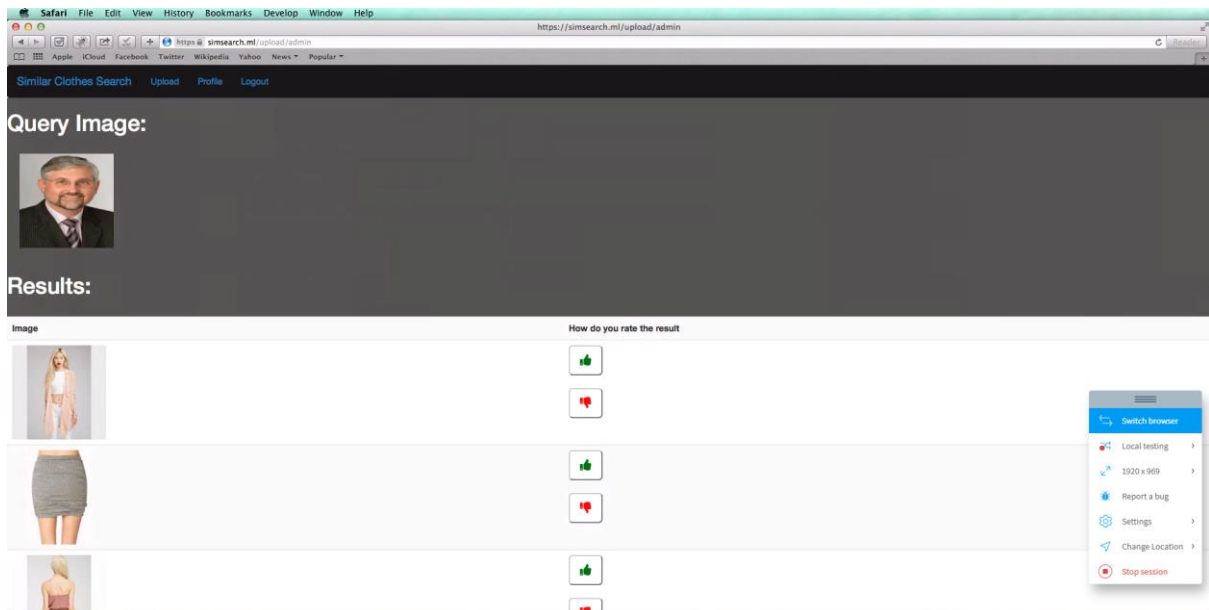 Safari File Edit View History Bookmarks Develop Window Help
https://simsearch.ml/upload/admin
https simsearch.ml/upload/admin
Reader
Apple iCloud Facebook Twitter Wikipedia Yahoo News Popular
Similar Clothes Search Upload Profile Logout
Query Image:
Results:
Image How do you rate the result
Switch browser
Local testing
1920 x 969
Report a bug
Settings
Change Location
Stop session